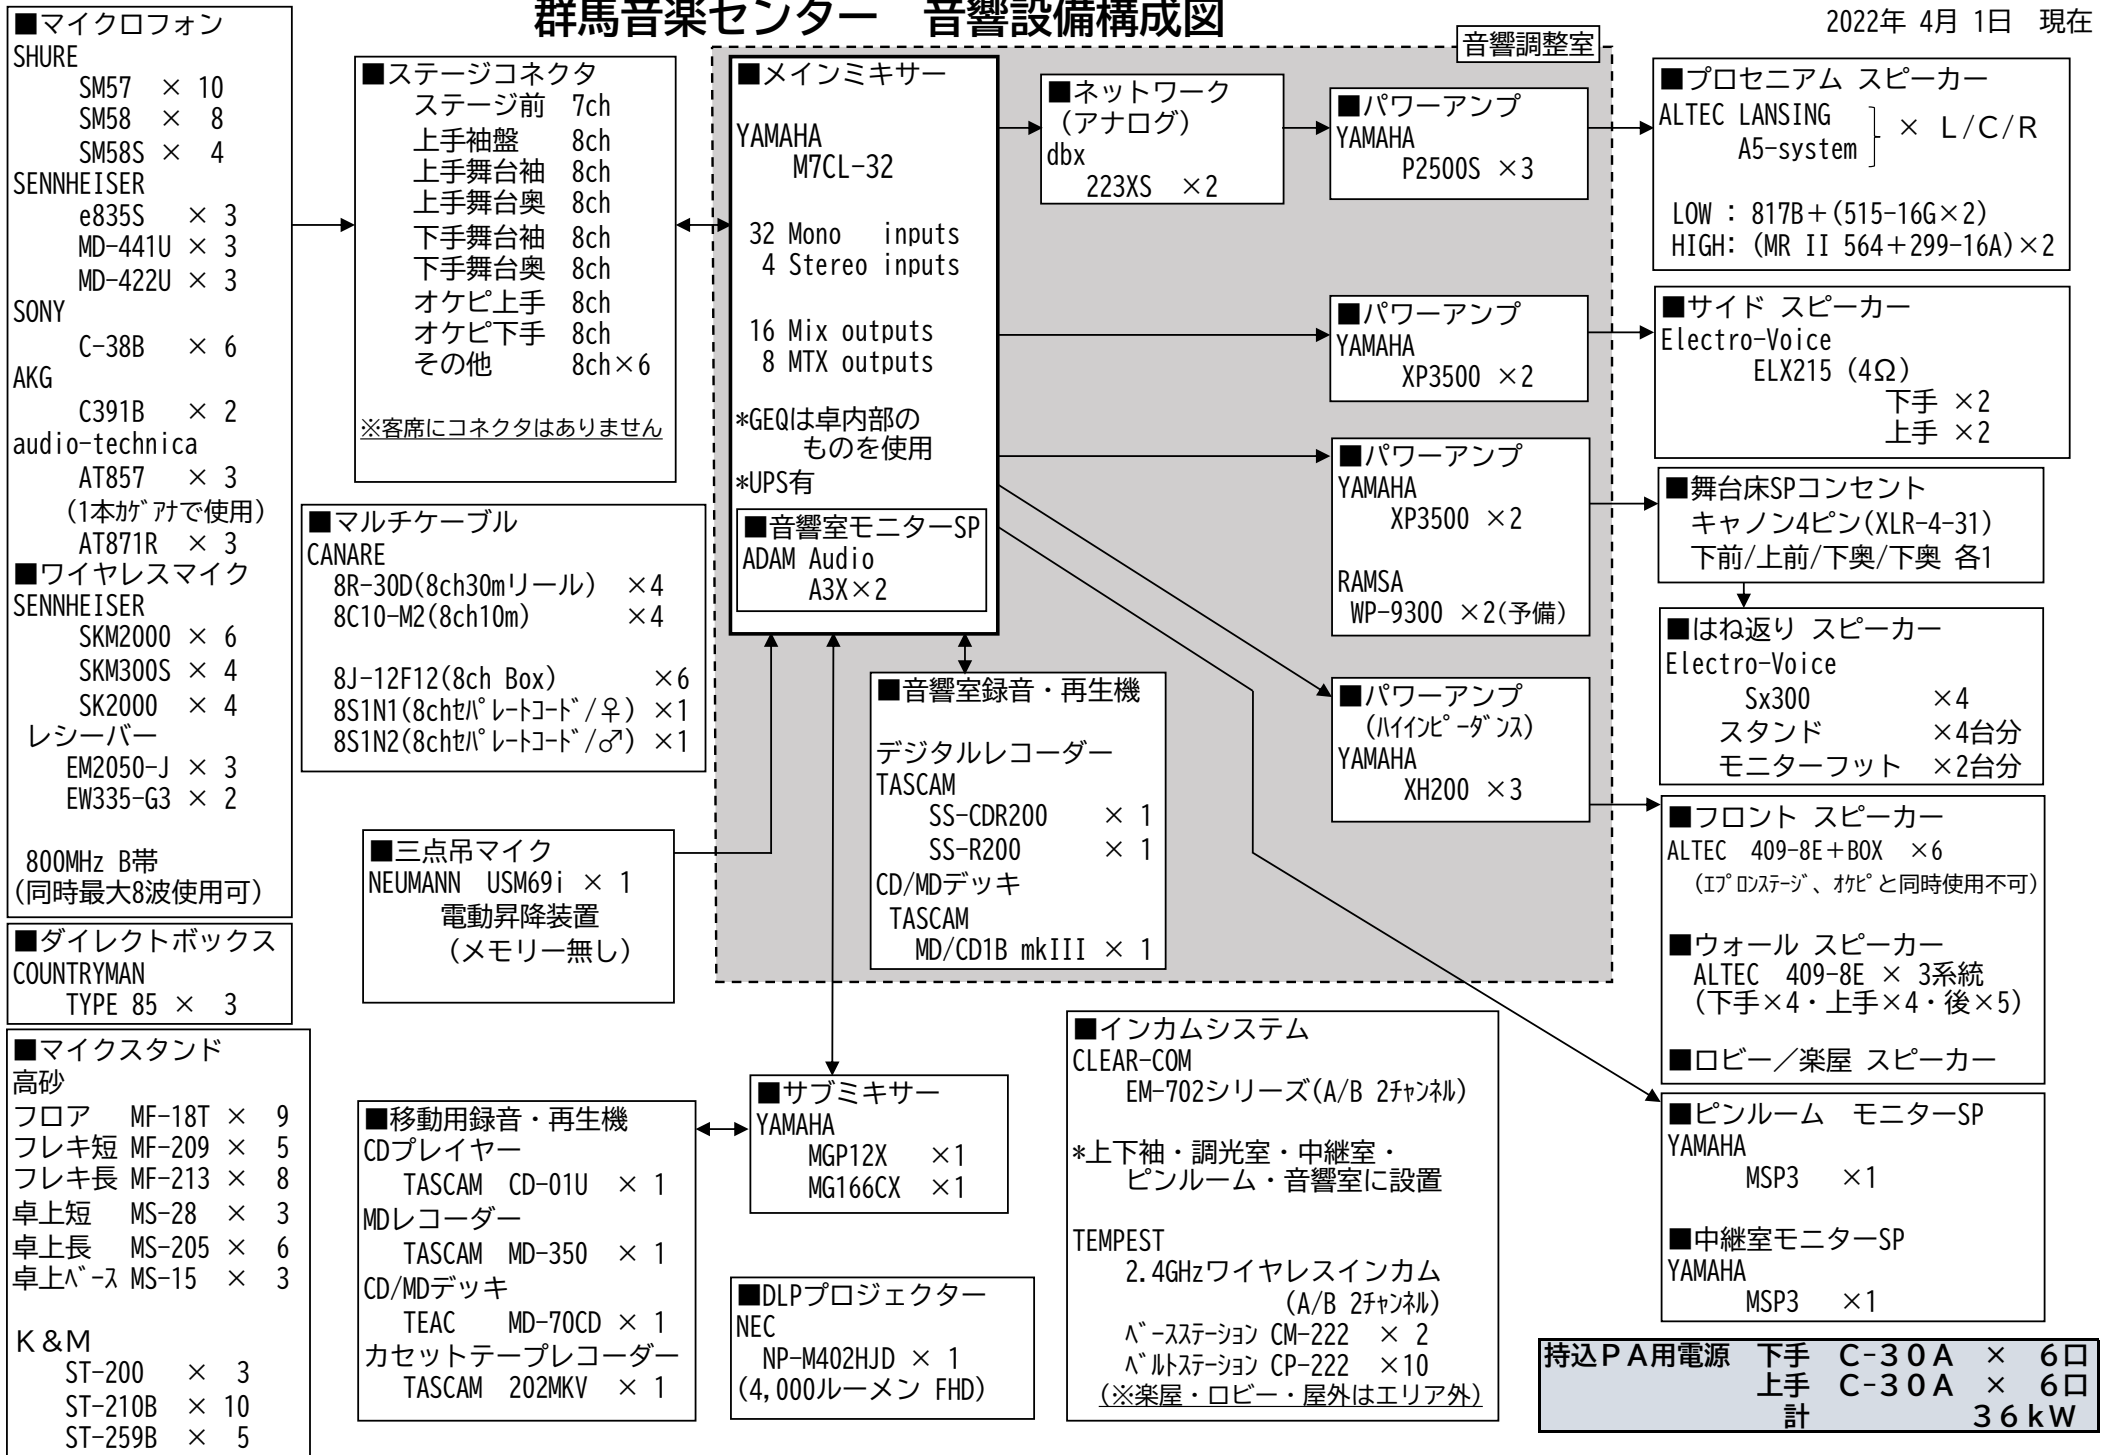 群馬音楽センター　音響設備構成図
2022年 4月 1日　現在
■マイクロフォン
SHURE
SM57 × 10
SM58 × 8
SM58S × 4
SENNHEISER
e835S × 3
MD-441U × 3
MD-422U × 3
SONY
C-38B × 6
AKG
C391B × 2
audio-technica
AT857 × 3
(1本ｶｹﾞｱﾅで使用)
AT871R × 3
■ワイヤレスマイク
SENNHEISER
SKM2000 × 6
SKM300S × 4
SK2000 × 4
レシーバー
EM2050-J × 3
EW335-G3 × 2
800MHz B帯
(同時最大8波使用可)
■ダイレクトボックス
COUNTRYMAN
TYPE 85 × 3
■マイクスタンド
高砂
フロア MF-18T × 9
フレキ短 MF-209 × 5
フレキ長 MF-213 × 8
卓上短 MS-28 × 3
卓上長 MS-205 × 6
卓上ﾍﾞｰｽ MS-15 × 3
Ｋ＆Ｍ
ST-200 × 3
ST-210B × 10
ST-259B × 5
■ステージコネクタ
ステージ前 7ch
上手袖盤 8ch
上手舞台袖 8ch
上手舞台奥 8ch
下手舞台袖 8ch
下手舞台奥 8ch
オケピ上手 8ch
オケピ下手 8ch
その他 8ch×6
※客席にコネクタはありません
■マルチケーブル
CANARE
8R-30D(8ch30mリール) ×4
8C10-M2(8ch10m) ×4
8J-12F12(8ch Box) ×6
8S1N1(8chｾﾊﾟﾚｰﾄｺｰﾄﾞ/♀) ×1
8S1N2(8chｾﾊﾟﾚｰﾄｺｰﾄﾞ/♂) ×1
■三点吊マイク
NEUMANN USM69i × 1
電動昇降装置
(メモリー無し)
■移動用録音・再生機
CDプレイヤー
TASCAM CD-01U × 1
MDレコーダー
TASCAM MD-350 × 1
CD/MDデッキ
TEAC MD-70CD × 1
カセットテープレコーダー
TASCAM 202MKV × 1
音響調整室
■メインミキサー
YAMAHA
M7CL-32
32 Mono inputs
4 Stereo inputs
16 Mix outputs
8 MTX outputs
*GEQは卓内部の
ものを使用
*UPS有
■音響室モニターSP
ADAM Audio
A3X×2
■音響室録音・再生機
デジタルレコーダー
TASCAM
SS-CDR200 × 1
SS-R200 × 1
CD/MDデッキ
TASCAM
MD/CD1B mkIII × 1
■サブミキサー
YAMAHA
MGP12X ×1
MG166CX ×1
■DLPプロジェクター
NEC
NP-M402HJD × 1
(4,000ルーメン FHD)
■ネットワーク
(アナログ)
dbx
223XS ×2
■パワーアンプ
YAMAHA
P2500S ×3
■パワーアンプ
YAMAHA
XP3500 ×2
■パワーアンプ
YAMAHA
XP3500 ×2
RAMSA
WP-9300 ×2(予備)
■パワーアンプ
(ﾊｲｲﾝﾋﾟｰﾀﾞﾝｽ)
YAMAHA
XH200 ×3
■インカムシステム
CLEAR-COM
EM-702シリーズ(A/B 2ﾁｬﾝﾈﾙ)
*上下袖・調光室・中継室・
ピンルーム・音響室に設置
TEMPEST
2.4GHzワイヤレスインカム
(A/B 2ﾁｬﾝﾈﾙ)
ﾍﾞｰｽｽﾃｰｼｮﾝ CM-222 × 2
ﾍﾞﾙﾄｽﾃｰｼｮﾝ CP-222 ×10
(※楽屋・ロビー・屋外はエリア外)
■プロセニアム スピーカー
ALTEC LANSING
A5-system × Ｌ/Ｃ/Ｒ
LOW : 817B＋(515-16G×2)
HIGH: (MR II 564＋299-16A)×2
■サイド スピーカー
Electro-Voice
ELX215 (4Ω)
下手 ×2
上手 ×2
■舞台床SPコンセント
キャノン4ピン(XLR-4-31)
下前/上前/下奥/下奥 各1
■はね返り スピーカー
Electro-Voice
Sx300 ×4
スタンド ×4台分
モニターフット ×2台分
■フロント スピーカー
ALTEC 409-8E＋BOX ×6
(ｴﾌﾟﾛﾝｽﾃｰｼﾞ、ｵｹﾋﾟと同時使用不可)
■ウォール スピーカー
ALTEC 409-8E × 3系統
(下手×4・上手×4・後×5)
■ロビー／楽屋 スピーカー
■ピンルーム　モニターSP
YAMAHA
MSP3 ×1
■中継室モニターSP
YAMAHA
MSP3 ×1
持込ＰＡ用電源 下手 Ｃ-３０Ａ × ６口
上手 Ｃ-３０Ａ × ６口
計 ３６ｋＷ